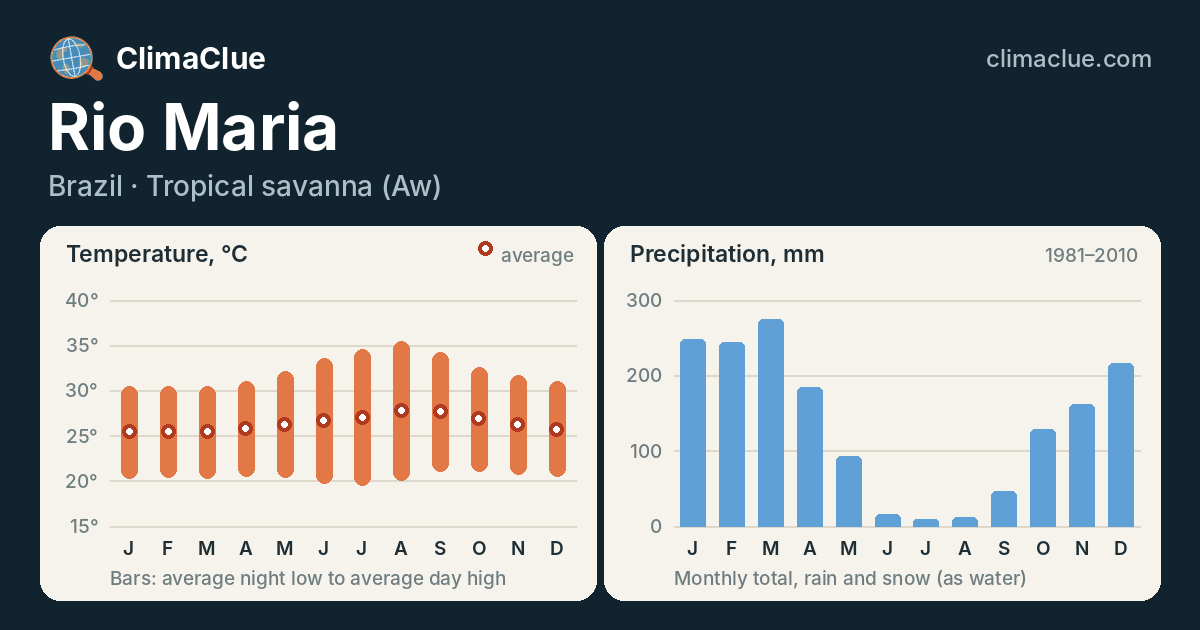 ClimaClue
climaclue.com
Rio Maria
Brazil · Tropical savanna (Aw)
Temperature, °C
average
40°
35°
30°
25°
20°
15°
J F M A M J J A S O N D
Bars: average night low to average day high
Precipitation, mm
1981–2010
300
200
100
0
J F M A M J J A S O N D
Monthly total, rain and snow (as water)